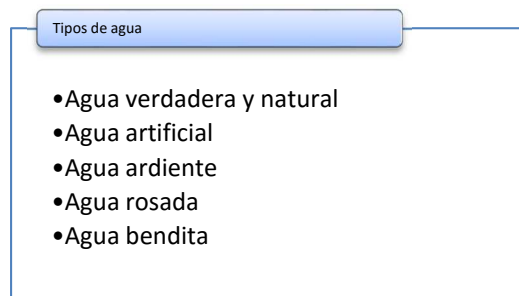 Tipos de agua
•Agua verdadera y natural
•Agua artificial
•Agua ardiente
•Agua rosada
•Agua bendita